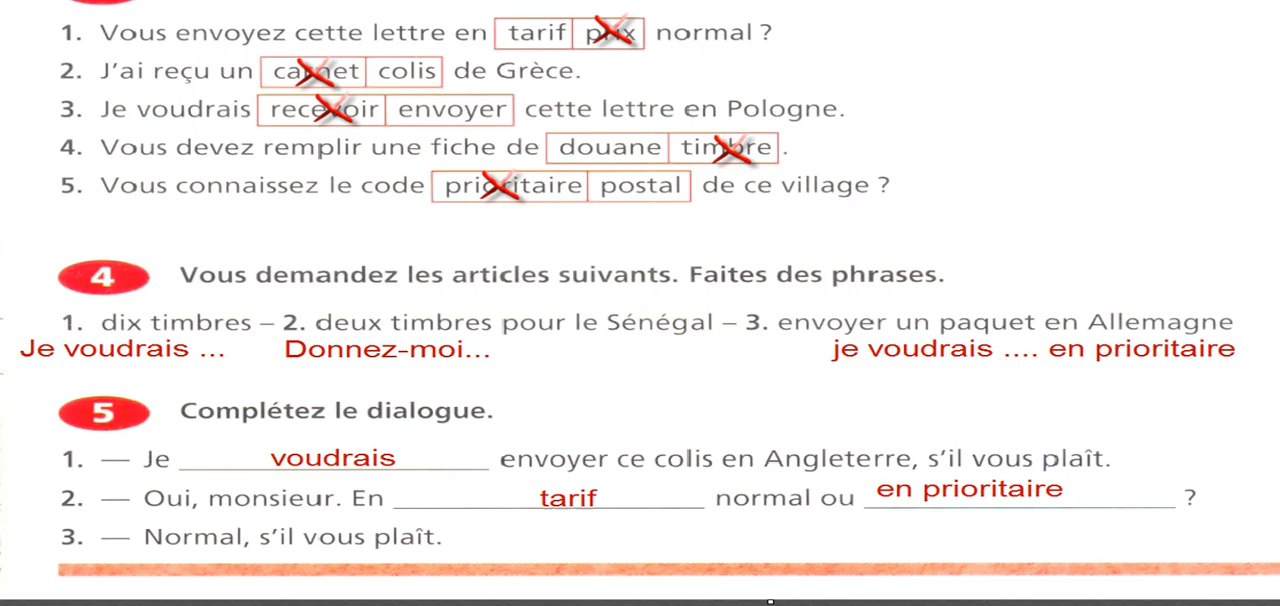 1. Vous envoyez cette lettre en tarif prix normal ?
2. J'ai reçu un carnet colis de Grèce.
3. Je voudrais recevoir envoyer cette lettre en Pologne.
4. Vous devez remplir une fiche de douane timbre .
5. Vous connaissez le code prioritaire postal de ce village ?
4 Vous demandez les articles suivants. Faites des phrases.
1. dix timbres – 2. deux timbres pour le Sénégal – 3. envoyer un paquet en Allemagne
Je voudrais ... Donnez-moi... je voudrais .... en prioritaire
5 Complétez le dialogue.
1. — Je voudrais envoyer ce colis en Angleterre, s'il vous plaît.
2. — Oui, monsieur. En tarif normal ou en prioritaire ?
3. — Normal, s'il vous plaît.